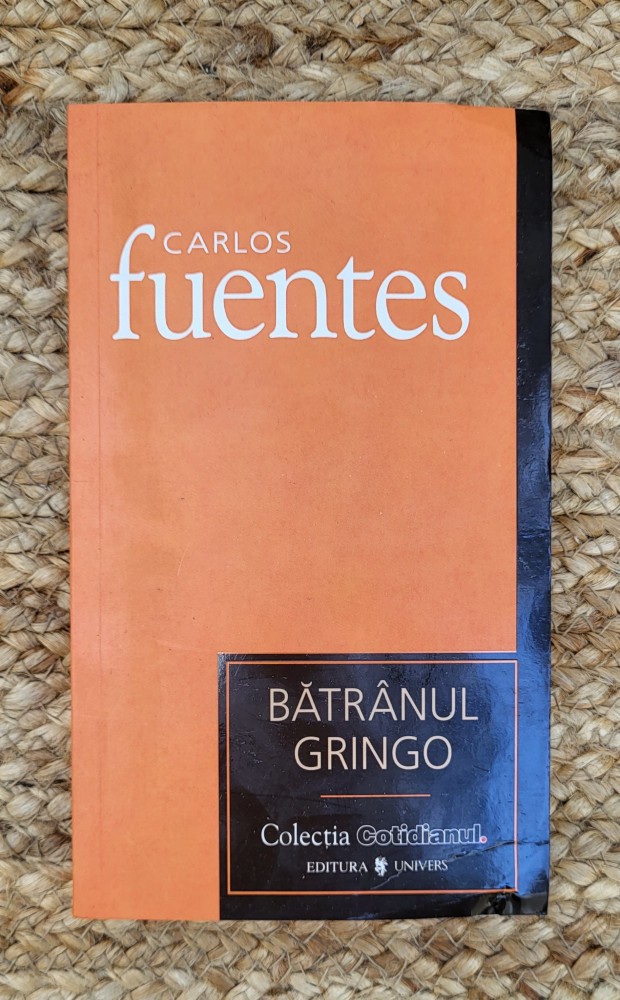 CARLOS
fuentes
BĂTRÂNUL
GRINGO
Colecția Cotidianul.
EDITURA UNIVERS